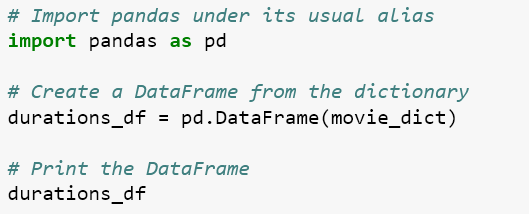 # Import pandas under its usual alias
import pandas as pd
# Create a DataFrame from the dictionary
durations_df = pd.DataFrame(movie_dict)
# Print the DataFrame
durations_df